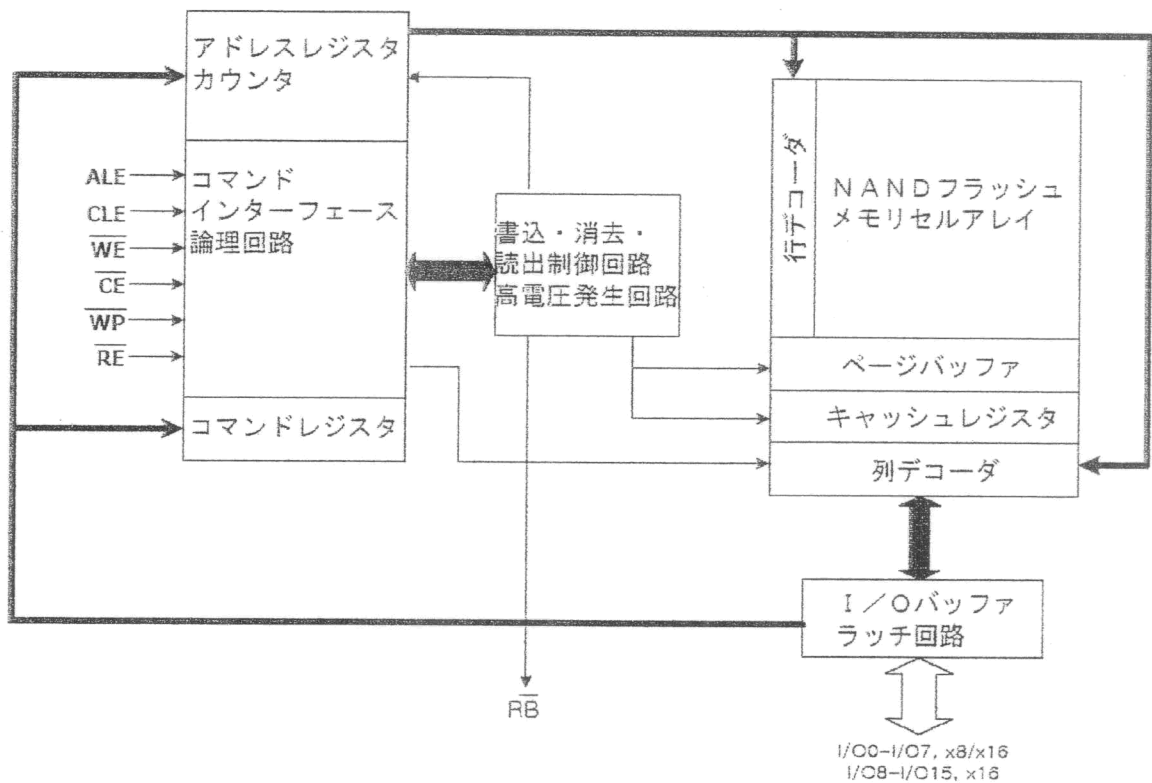 アドレスレジスタ
カウンタ
ALE
CLE
W̅E̅
C̅E̅
W̅P̅
R̅E̅
コマンド
インターフェース
論理回路
コマンドレジスタ
書込・消去・
読出制御回路
高電圧発生回路
行デコーダ
NANDフラッシュ
メモリセルアレイ
ページバッファ
キャッシュレジスタ
列デコーダ
I/Oバッファ
ラッチ回路
RB̅
I/O0-I/O7, x8/x16
I/O8-I/O15, x16